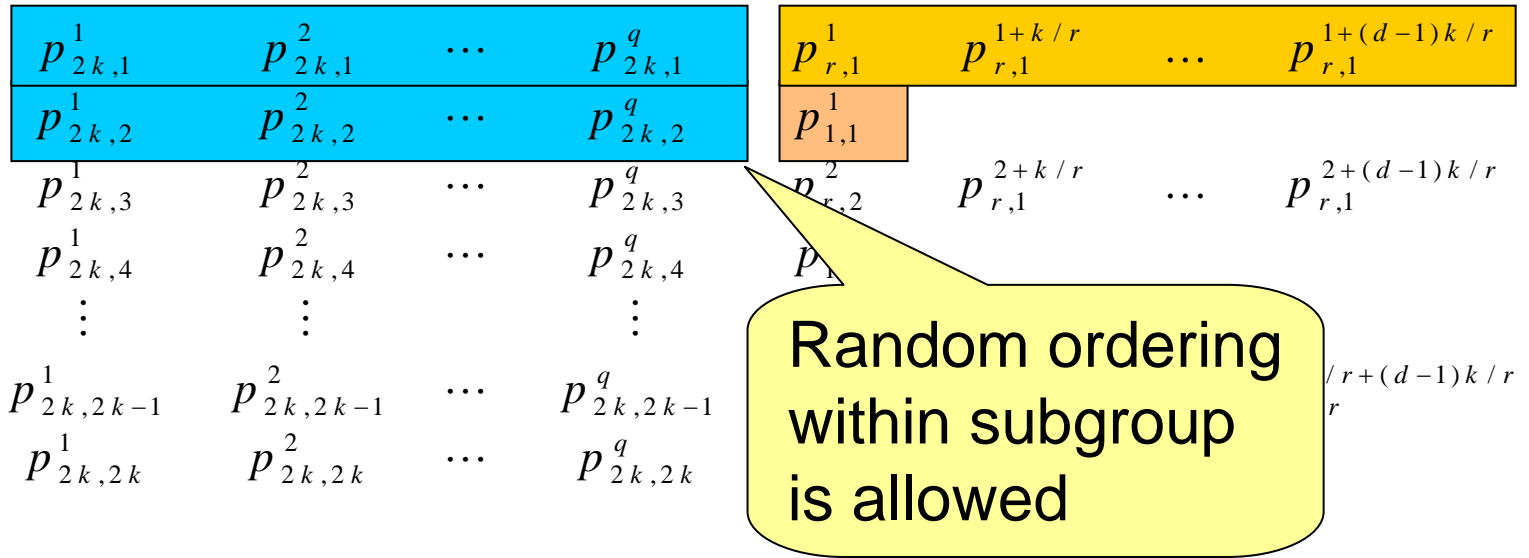 p^1_{2k,1} p^2_{2k,1} ⋯ p^q_{2k,1} p^1_{r,1} p^{1+k/r}_{r,1} … p^{1+(d−1)k/r}_{r,1}
p^1_{2k,2} p^2_{2k,2} ⋯ p^q_{2k,2} p^1_{1,1}
p^1_{2k,3} p^2_{2k,3} ⋯ p^q_{2k,3} p^2_{r,2} p^{2+k/r}_{r,1} … p^{2+(d−1)k/r}_{r,1}
p^1_{2k,4} p^2_{2k,4} ⋯ p^q_{2k,4} p
⋮ ⋮ ⋮
p^1_{2k,2k−1} p^2_{2k,2k−1} ⋯ p^q_{2k,2k−1} /r+(d−1)k/r
p^1_{2k,2k} p^2_{2k,2k} ⋯ p^q_{2k,2k}
Random ordering
within subgroup
is allowed